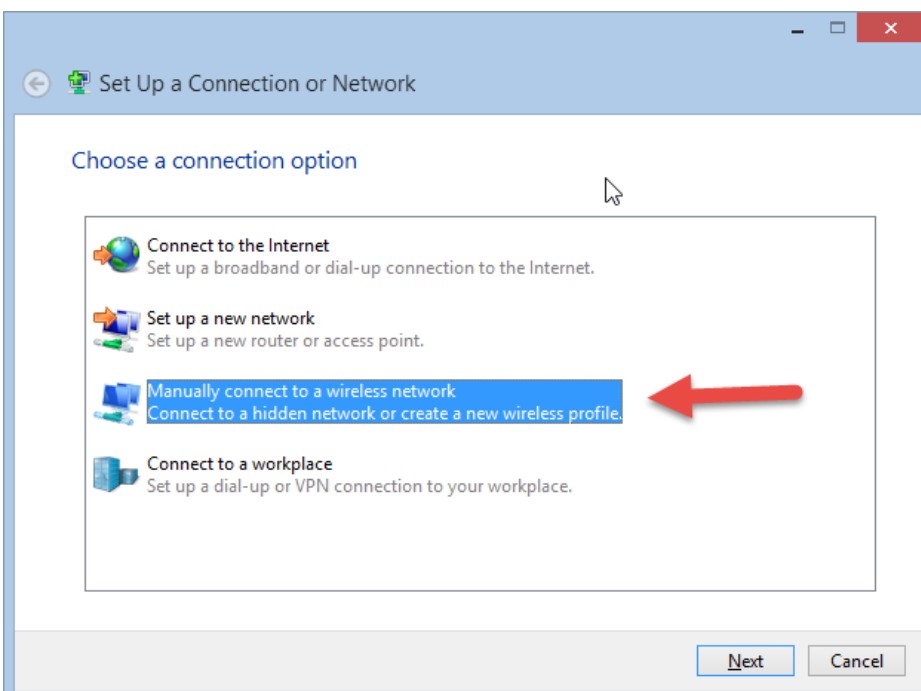 Set Up a Connection or Network
Choose a connection option
Connect to the Internet
Set up a broadband or dial-up connection to the Internet.
Set up a new network
Set up a new router or access point.
Manually connect to a wireless network
Connect to a hidden network or create a new wireless profile.
Connect to a workplace
Set up a dial-up or VPN connection to your workplace.
Next
Cancel